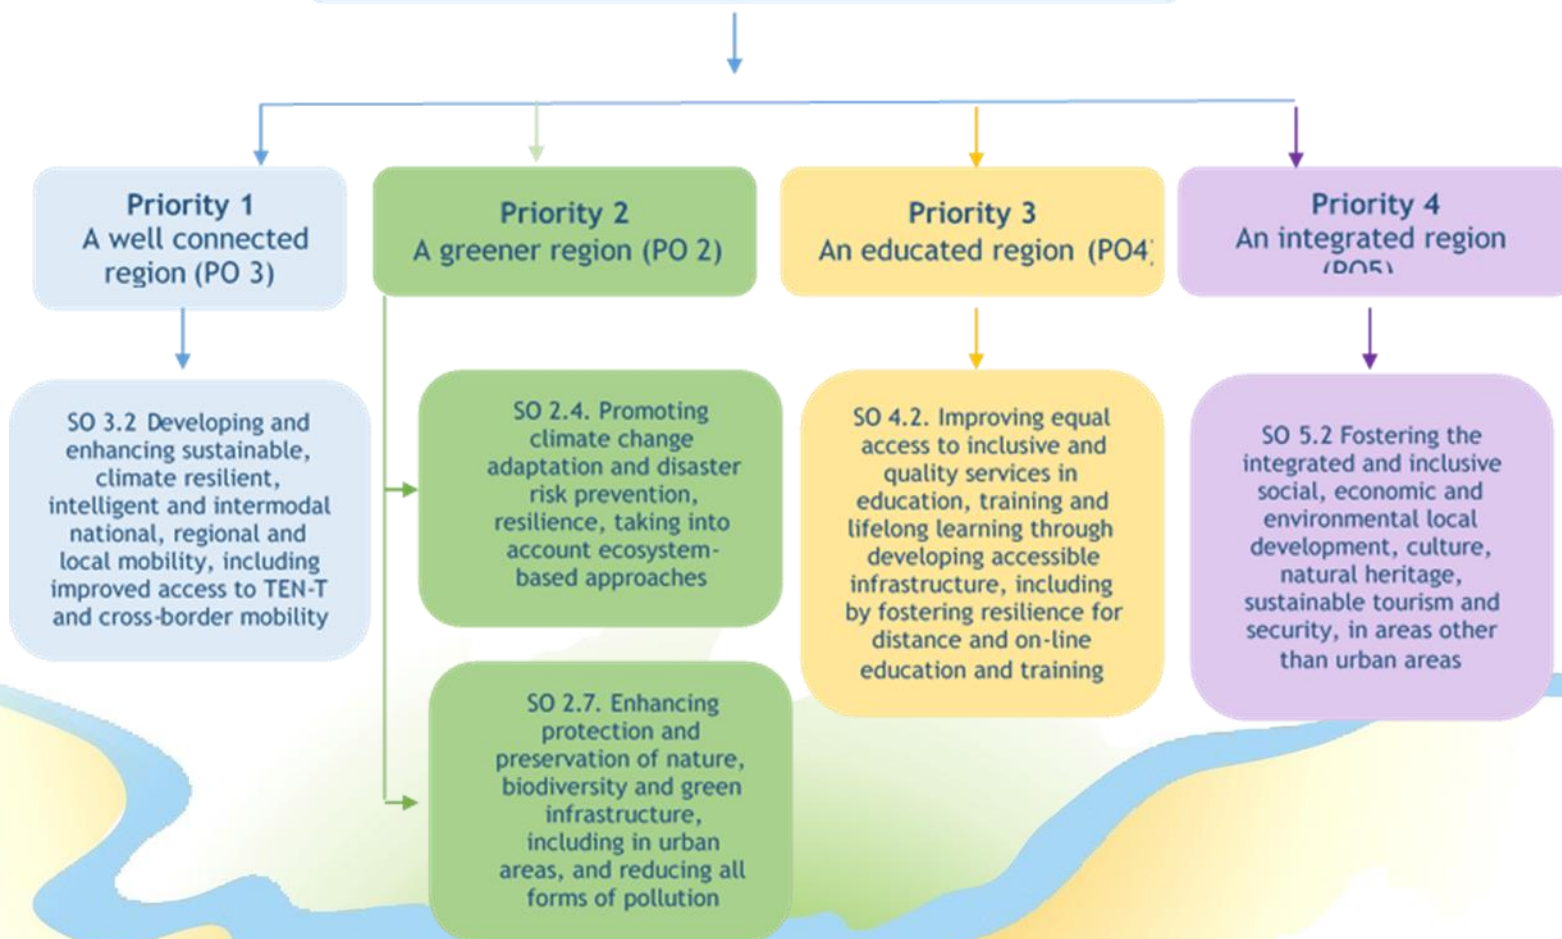 Priority 1
A well connected
region (PO 3)
Priority 2
A greener region (PO 2)
Priority 3
An educated region (PO4)
Priority 4
An integrated region
(PO5)
SO 3.2 Developing and
enhancing sustainable,
climate resilient,
intelligent and intermodal
national, regional and
local mobility, including
improved access to TEN-T
and cross-border mobility
SO 2.4. Promoting
climate change
adaptation and disaster
risk prevention,
resilience, taking into
account ecosystem-
based approaches
SO 2.7. Enhancing
protection and
preservation of nature,
biodiversity and green
infrastructure,
including in urban
areas, and reducing all
forms of pollution
SO 4.2. Improving equal
access to inclusive and
quality services in
education, training and
lifelong learning through
developing accessible
infrastructure, including
by fostering resilience for
distance and on-line
education and training
SO 5.2 Fostering the
integrated and inclusive
social, economic and
environmental local
development, culture,
natural heritage,
sustainable tourism and
security, in areas other
than urban areas